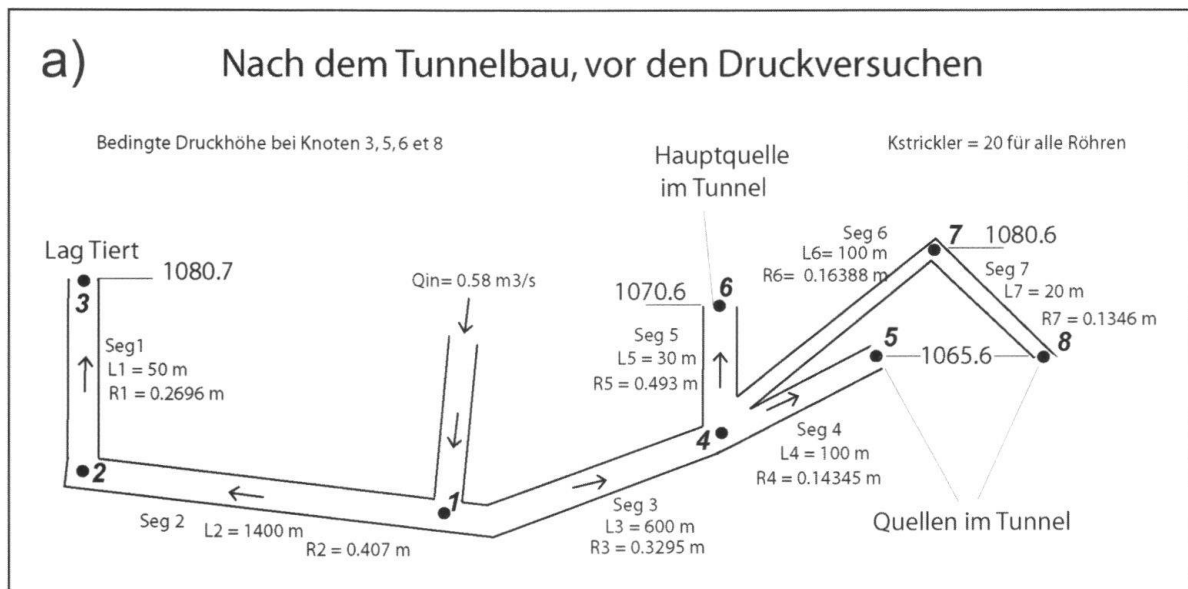 a)
Nach dem Tunnelbau, vor den Druckversuchen
Bedingte Druckhöhe bei Knoten 3, 5, 6 et 8
Kstrickler = 20 für alle Röhren
Hauptquelle
im Tunnel
Lag Tiert
1080.7
3
Seg1
L1 = 50 m
R1 = 0.2696 m
2
Seg 2
L2 = 1400 m
R2 = 0.407 m
Qin= 0.58 m3/s
1
Seg 3
L3 = 600 m
R3 = 0.3295 m
1070.6
6
Seg 5
L5 = 30 m
R5 = 0.493 m
4
Seg 6
L6= 100 m
R6= 0.16388 m
7
1080.6
Seg 7
L7 = 20 m
R7 = 0.1346 m
5
1065.6
8
Seg 4
L4 = 100 m
R4 = 0.14345 m
Quellen im Tunnel